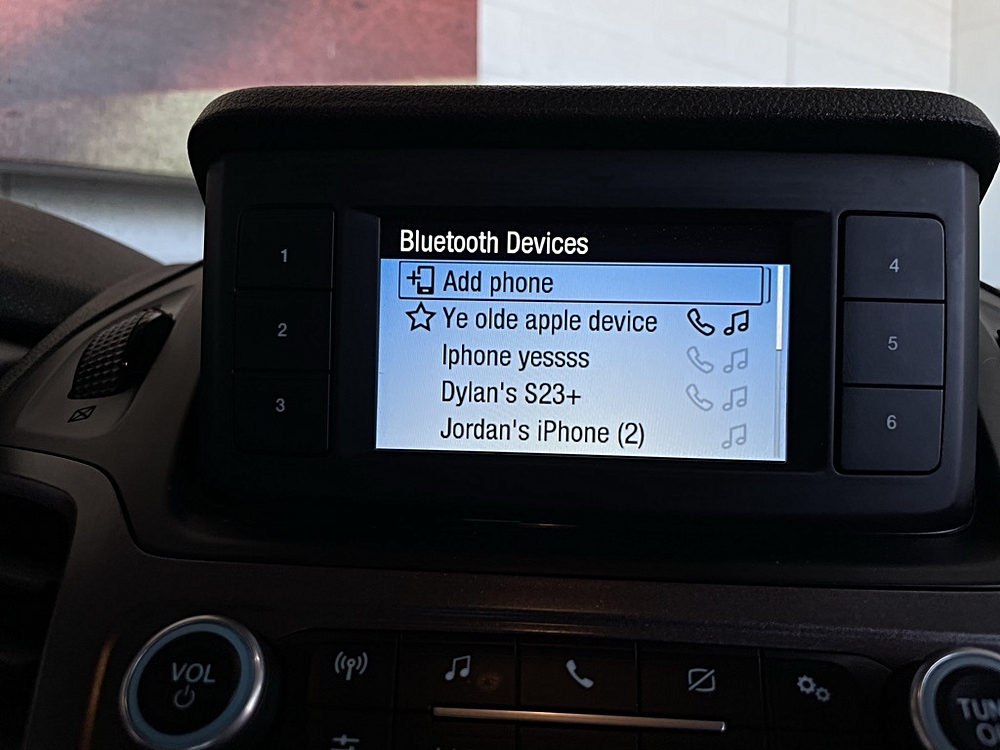 Bluetooth Devices
Add phone
Ye olde apple device
Iphone yessss
Dylan's S23+
Jordan's iPhone (2)
1
2
3
4
5
6
VOL
TUN